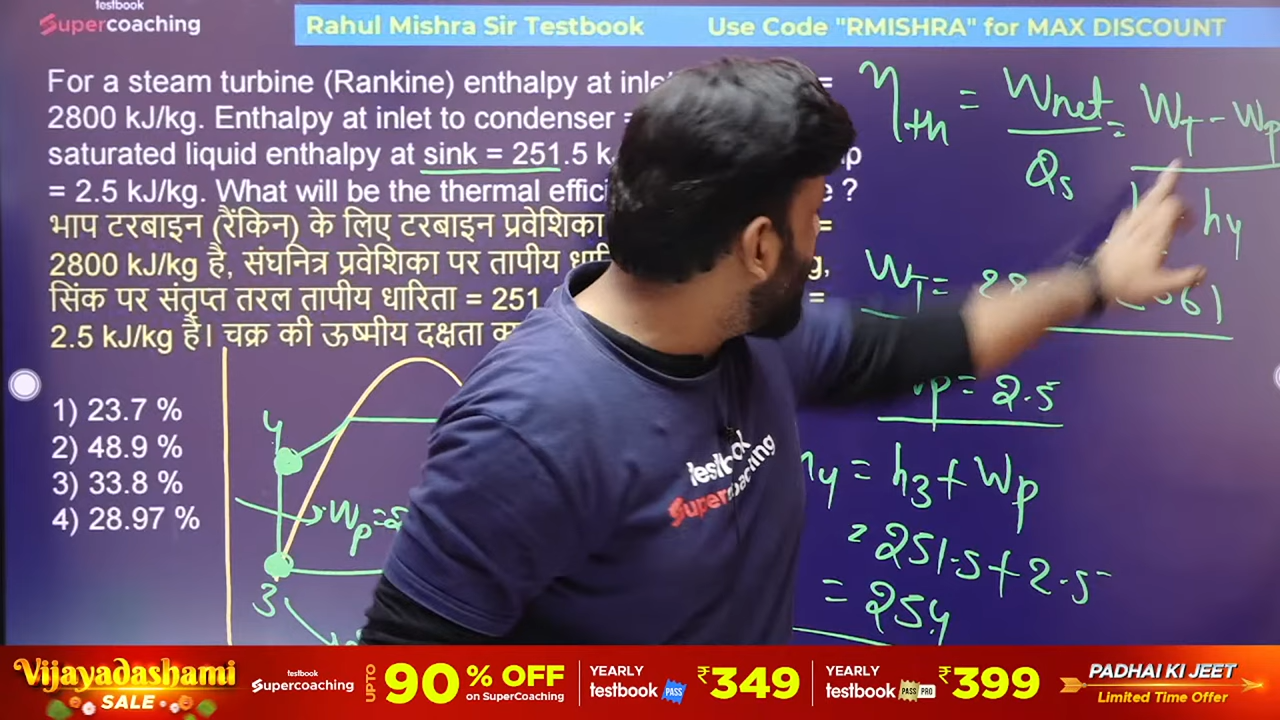 testbook
Supercoaching
Rahul Mishra Sir Testbook
Use Code "RMISHRA" for MAX DISCOUNT
For a steam turbine (Rankine) enthalpy at =
2800 kJ/kg. Enthalpy at inlet to condenser =
saturated liquid enthalpy at sink = 251.5
= 2.5 kJ/kg. What will be the thermal ?
भाप टरबाइन (रैंकिन) के लिए टरबाइन प्रवेशिका =
2800 kJ/kg है, संघनित्र प्रवेशिका पर तापीय
सिंक पर संतृप्त तरल तापीय धारिता = 251 =
2.5 kJ/kg है। चक्र की ऊष्मीय दक्षता
1) 23.7 %
2) 48.9 %
3) 33.8 %
4) 28.97 %
4
Wp=
3
ηth = Wnet / Qs = WT - Wp / h4
WT =
= 2.5
h4 = h3 + Wp
= 251.5 + 2.5
= 254
testbook
Supercoaching
Vijayadashami
SALE
testbook
Supercoaching
UPTO 90 % OFF
on SuperCoaching
YEARLY
testbook PASS
₹349
YEARLY
testbook PASS PRO
₹399
PADHAI KI JEET
Limited Time Offer